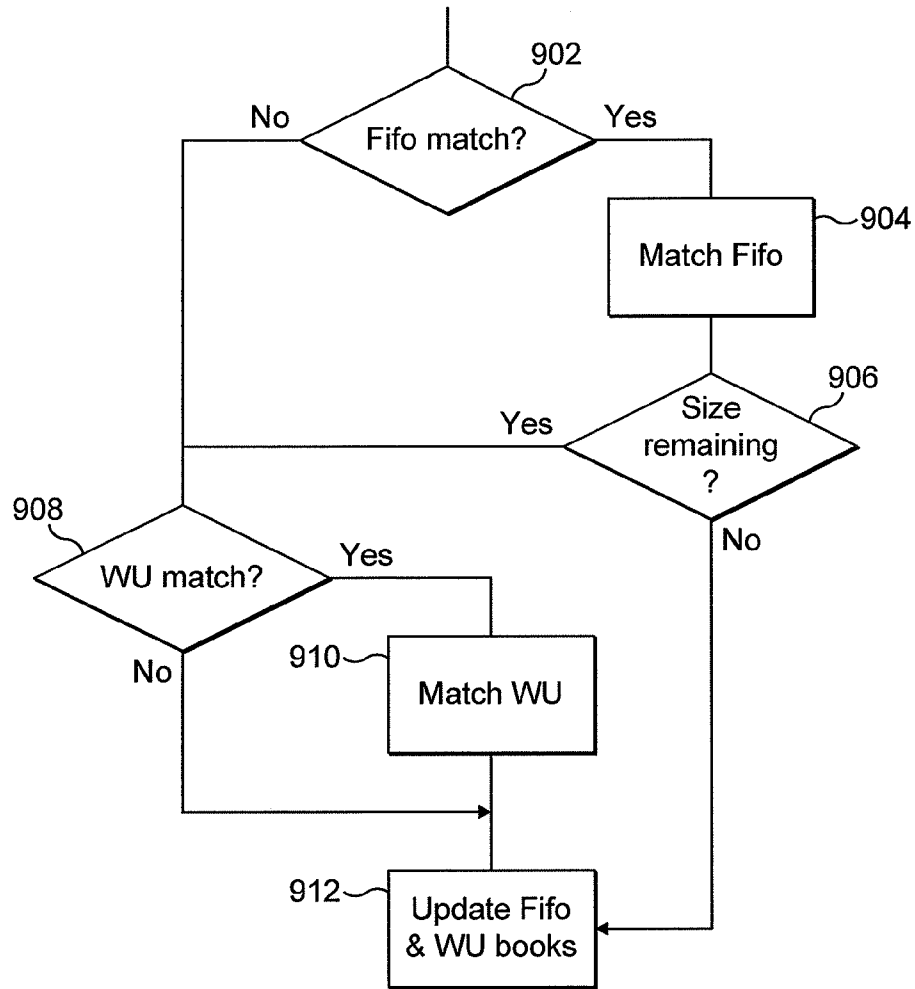 902
No
Yes
Fifo match?
904
Match Fifo
906
Yes
Size
remaining
?
908
No
Yes
WU match?
910
No
Match WU
912
Update Fifo
& WU books